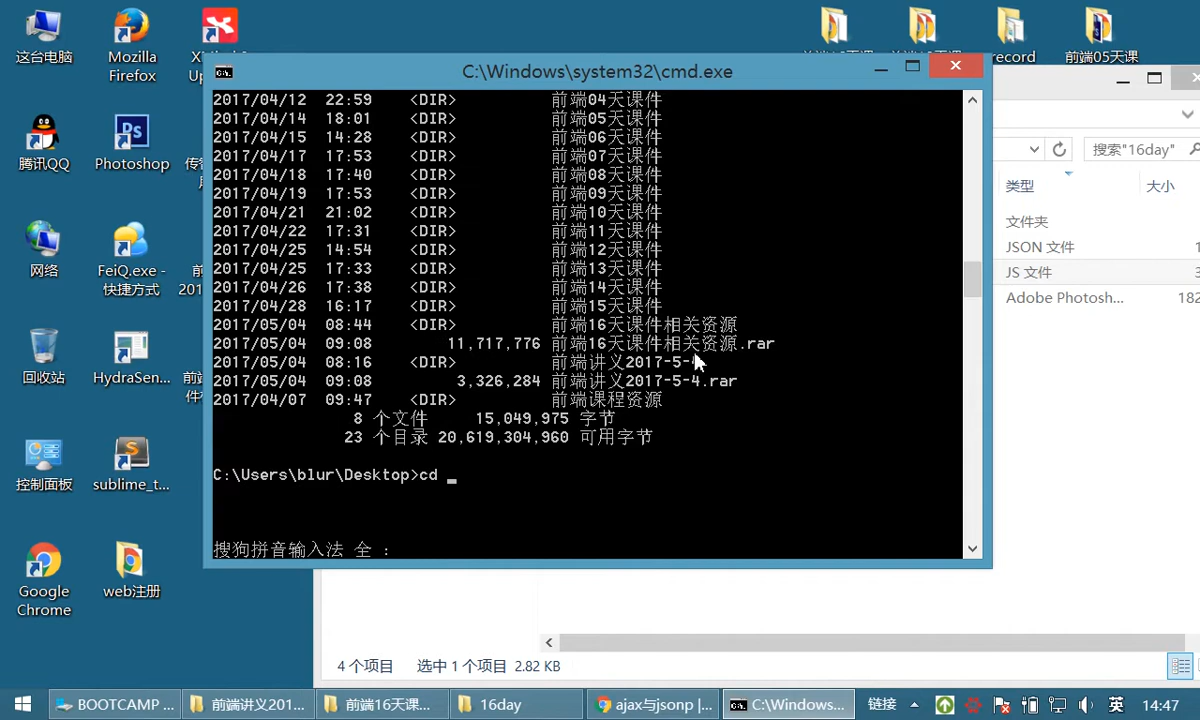 这台电脑
Mozilla
Firefox
Up
腾讯QQ
Photoshop
网络
FeiQ.exe -
快捷方式
回收站
HydraSen...
控制面板
sublime_t...
Google
Chrome
web注册
record
前端05天课
C:\Windows\system32\cmd.exe
2017/04/12 22:59 <DIR> 前端04天课件
2017/04/14 18:01 <DIR> 前端05天课件
2017/04/15 14:28 <DIR> 前端06天课件
2017/04/17 17:53 <DIR> 前端07天课件
2017/04/18 17:40 <DIR> 前端08天课件
2017/04/19 17:53 <DIR> 前端09天课件
2017/04/21 21:02 <DIR> 前端10天课件
2017/04/22 17:31 <DIR> 前端11天课件
2017/04/25 14:54 <DIR> 前端12天课件
2017/04/25 17:33 <DIR> 前端13天课件
2017/04/26 17:38 <DIR> 前端14天课件
2017/04/28 16:17 <DIR> 前端15天课件
2017/05/04 08:44 <DIR> 前端16天课件相关资源
2017/05/04 09:08 11,717,776 前端16天课件相关资源.rar
2017/05/04 08:16 <DIR> 前端讲义2017-5-4
2017/05/04 09:08 3,326,284 前端讲义2017-5-4.rar
2017/04/07 09:47 <DIR> 前端课程资源
8 个文件 15,049,975 字节
23 个目录 20,619,304,960 可用字节
C:\Users\blur\Desktop>cd _
搜狗拼音输入法 全 :
搜索"16day"
类型 大小
文件夹
JSON 文件
JS 文件
Adobe Photosh... 182
4 个项目 选中 1 个项目 2.82 KB
BOOTCAMP ...
前端讲义201...
前端16天课...
16day
ajax与jsonp |...
C:\Windows...
链接
英
14:47